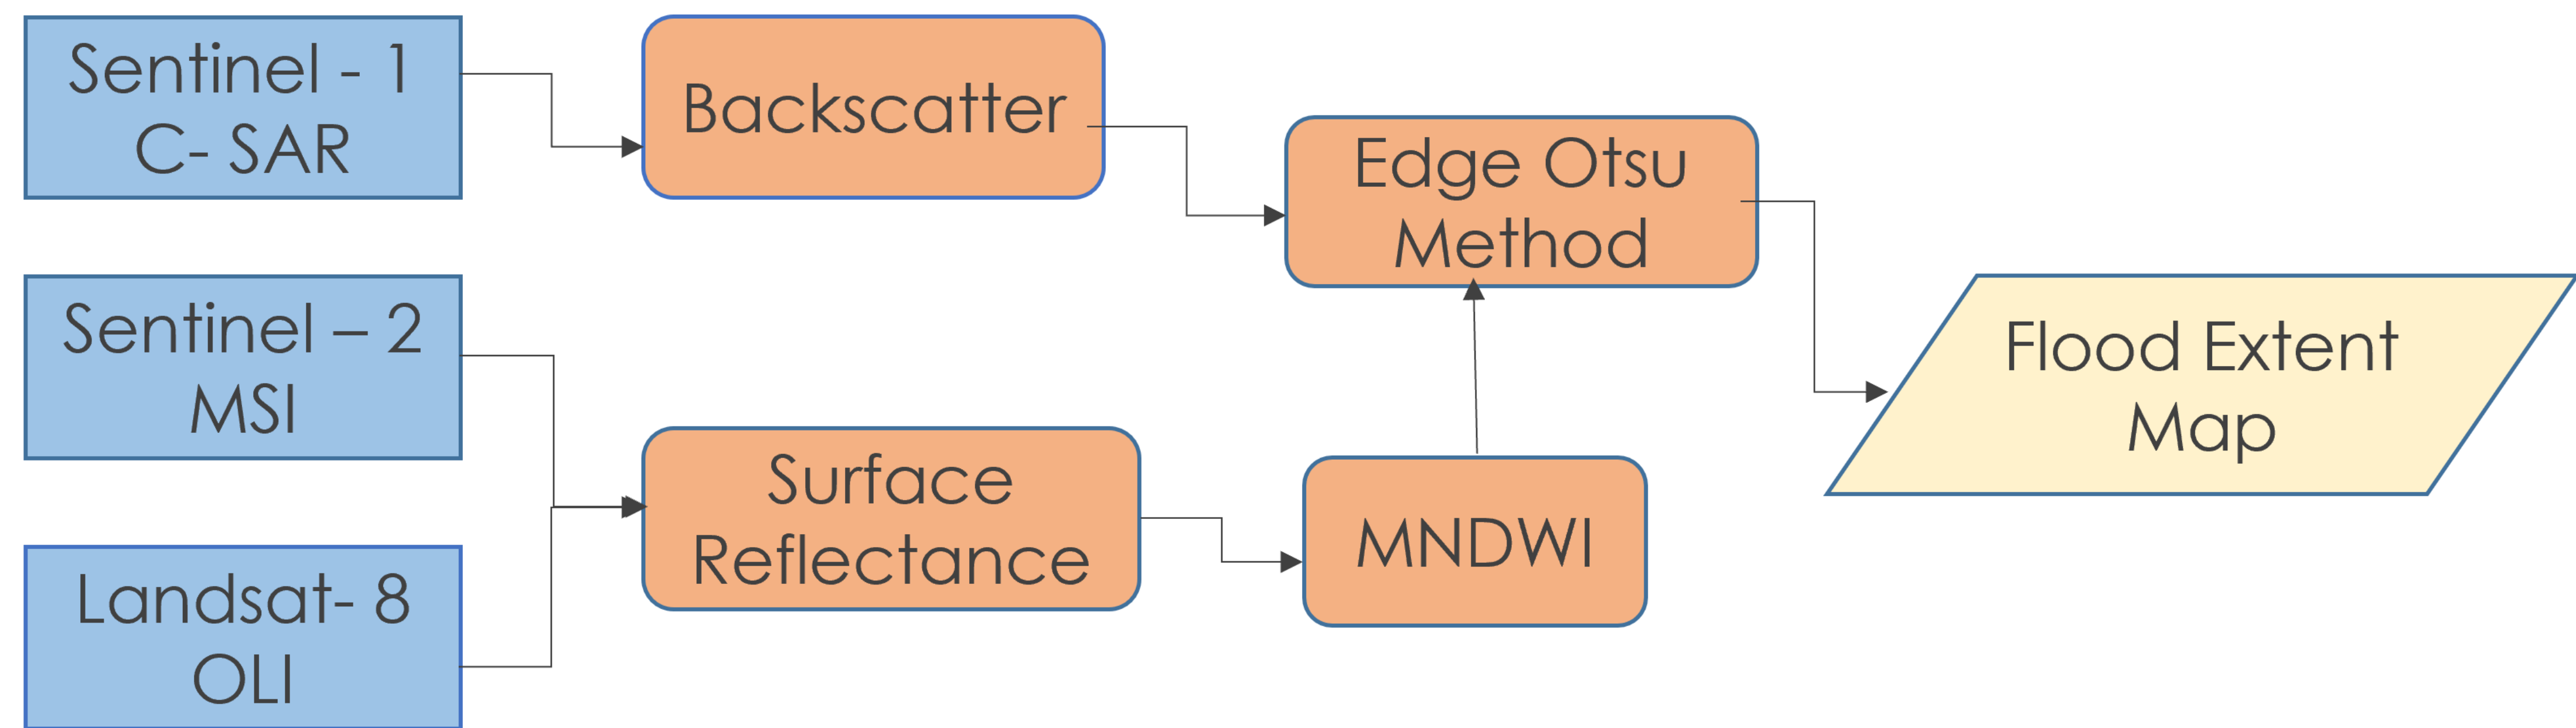 Sentinel - 1
C- SAR
Backscatter
Edge Otsu
Method
Sentinel – 2
MSI
Flood Extent
Map
Surface
Reflectance
MNDWI
Landsat- 8
OLI